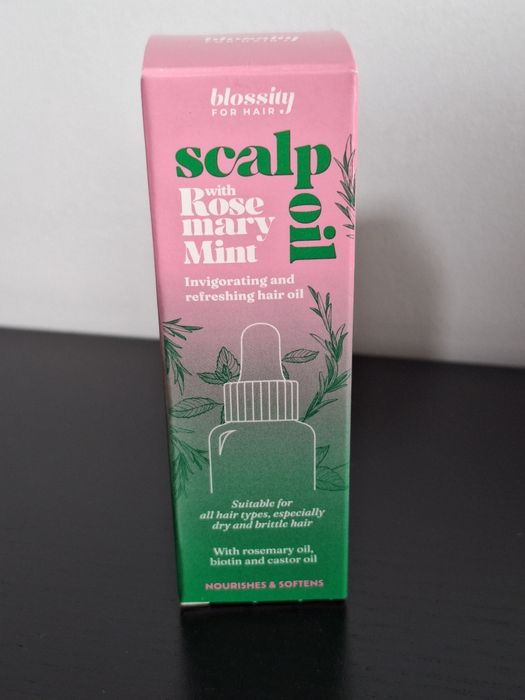 blossity
FOR HAIR
scalp
oil
with
Rose
mary
Mint
Invigorating and
refreshing hair oil
Suitable for
all hair types, especially
dry and brittle hair
With rosemary oil,
biotin and castor oil
NOURISHES & SOFTENS